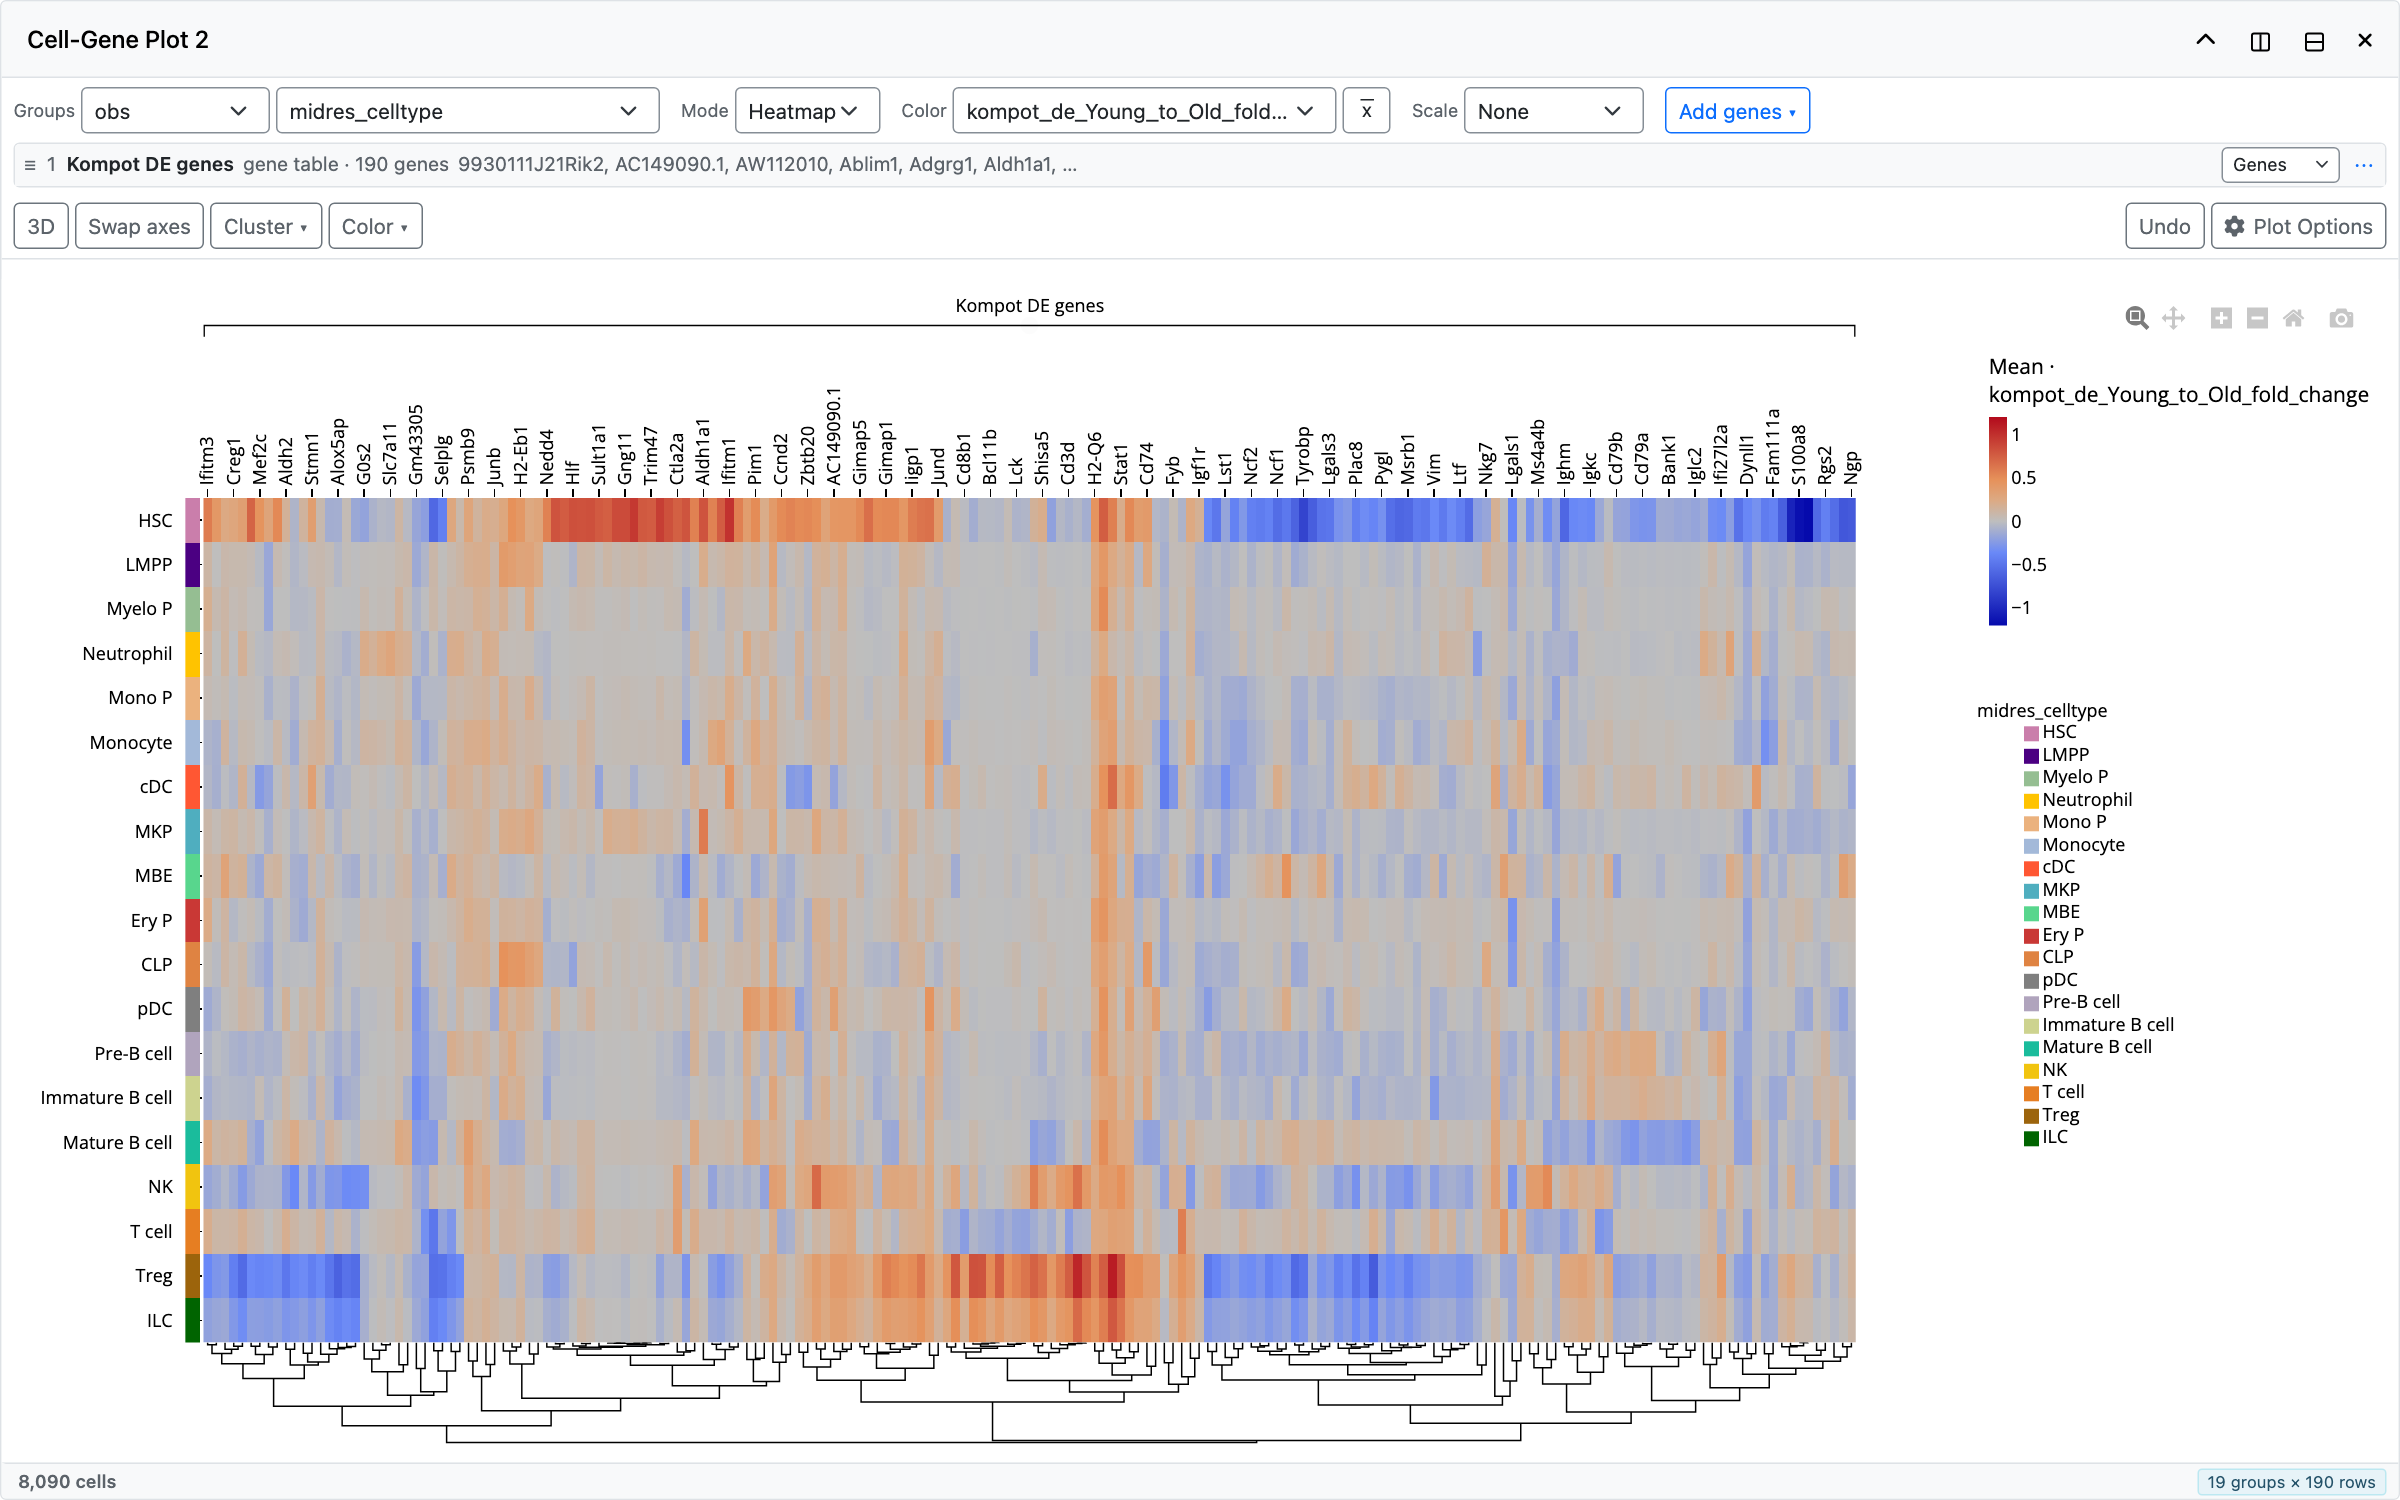 Cell-Gene Plot 2
Groups obs midres_celltype Mode Heatmap Color kompot_de_Young_to_Old_fold... x̅ Scale None Add genes ▾
≡ 1 Kompot DE genes gene table · 190 genes 9930111J21Rik2, AC149090.1, AW112010, Ablim1, Adgrg1, Aldh1a1, ... Genes ...
3D Swap axes Cluster ▾ Color ▾ Undo Plot Options
Kompot DE genes
Ifitm3 Creg1 Mef2c Aldh2 Stmn1 Alox5ap G0s2 Slc7a11 Gm43305 Selplg Psmb9 Junb H2-Eb1 Nedd4 Hlf Sult1a1 Gng11 Trim47 Ctla2a Aldh1a1 Ifitm1 Pim1 Ccnd2 Zbtb20 AC149090.1 Gimap5 Gimap1 Iigp1 Jund Cd8b1 Bcl11b Lck Shisa5 Cd3d H2-Q6 Stat1 Cd74 Fyb Igf1r Lst1 Ncf2 Ncf1 Tyrobp Lgals3 Plac8 Pygl Msrb1 Vim Ltf Nkg7 Lgals1 Ms4a4b Ighm Igkc Cd79b Cd79a Bank1 Iglc2 Ifi27l2a Dynll1 Fam111a S100a8 Rgs2 Ngp
HSC
LMPP
Myelo P
Neutrophil
Mono P
Monocyte
cDC
MKP
MBE
Ery P
CLP
pDC
Pre-B cell
Immature B cell
Mature B cell
NK
T cell
Treg
ILC
Mean ·
kompot_de_Young_to_Old_fold_change
1
0.5
0
−0.5
−1
midres_celltype
HSC
LMPP
Myelo P
Neutrophil
Mono P
Monocyte
cDC
MKP
MBE
Ery P
CLP
pDC
Pre-B cell
Immature B cell
Mature B cell
NK
T cell
Treg
ILC
8,090 cells
19 groups × 190 rows